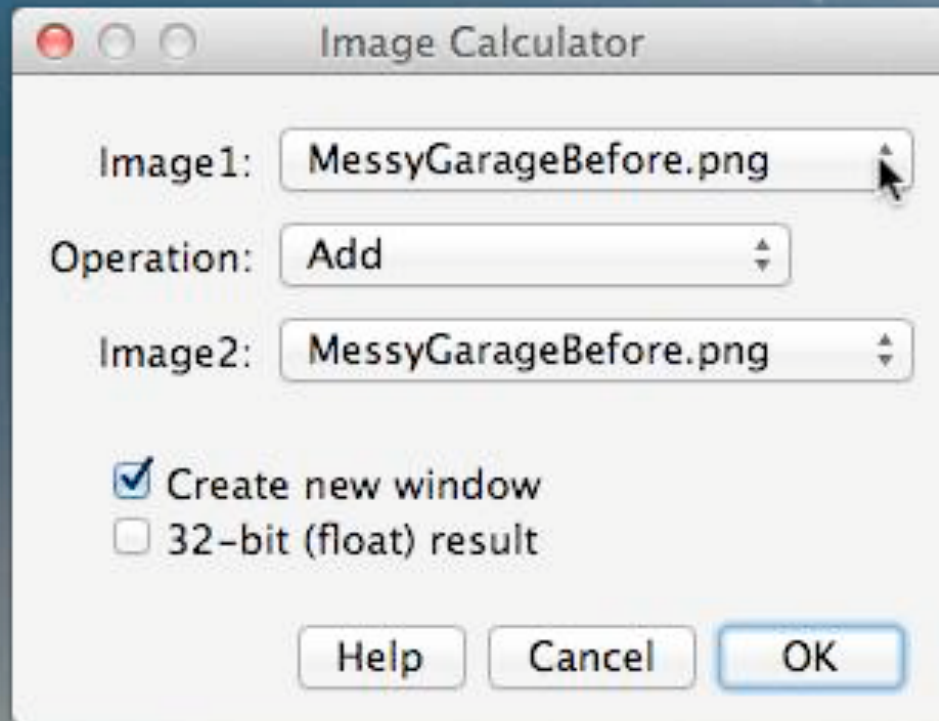 Image Calculator
Image1: MessyGarageBefore.png
Operation: Add
Image2: MessyGarageBefore.png
Create new window
32-bit (float) result
Help Cancel OK